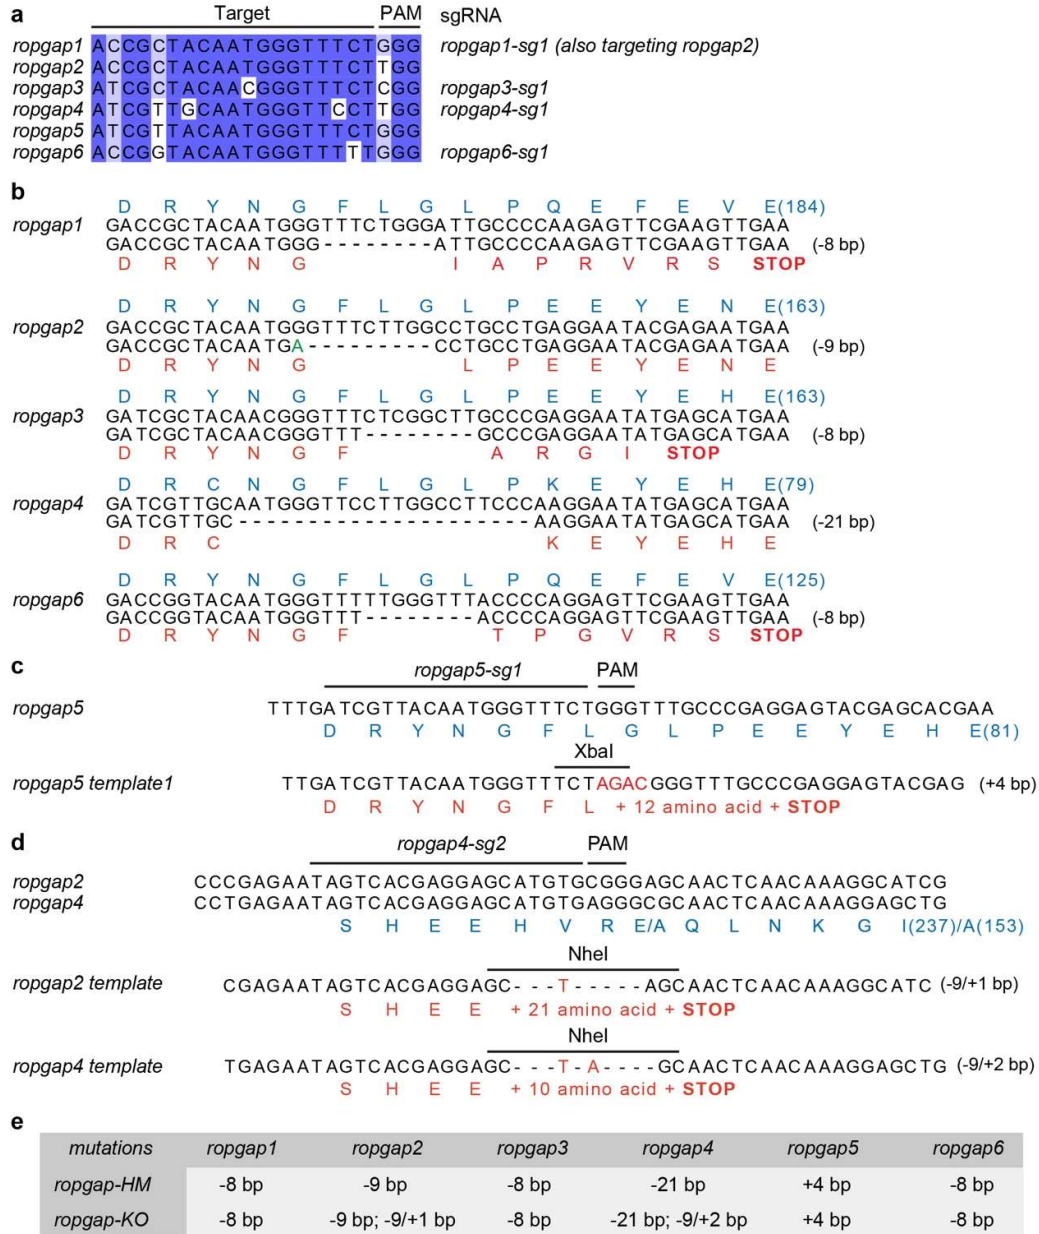 a
Target PAM sgRNA
ropgap1 ACCGCTACAATGGGTTTCTGGG ropgap1-sg1 (also targeting ropgap2)
ropgap2 ACCGCTACAATGGGTTTCTTGG
ropgap3 ATCGCTACAACGGGTTTCTCGG ropgap3-sg1
ropgap4 ATCGTTGCAATGGGTTCCTTGG ropgap4-sg1
ropgap5 ATCGTTACAATGGGTTTCTGGG
ropgap6 ACCGGTACAATGGGTTTTTGGG ropgap6-sg1
b
D R Y N G F L G L P Q E F E V E(184)
ropgap1 GACCGCTACAATGGGTTTCTGGGATTGCCCCAAGAGTTCGAAGTTGAA
GACCGCTACAATGGG--------ATTGCCCCAAGAGTTCGAAGTTGAA (-8 bp)
D R Y N G I A P R V R S STOP
D R Y N G F L G L P E E Y E N E(163)
ropgap2 GACCGCTACAATGGGTTTCTTGGCCTGCCTGAGGAATACGAGAATGAA
GACCGCTACAATGA---------CCTGCCTGAGGAATACGAGAATGAA (-9 bp)
D R Y N G L P E E Y E N E
D R Y N G F L G L P E E Y E H E(163)
ropgap3 GATCGCTACAACGGGTTTCTCGGCTTGCCCGAGGAATATGAGCATGAA
GATCGCTACAACGGGTTT--------GCCCGAGGAATATGAGCATGAA (-8 bp)
D R Y N G F A R G I STOP
D R C N G F L G L P K E Y E H E(79)
ropgap4 GATCGTTGCAATGGGTTCCTTGGCCTTCCCAAGGAATATGAGCATGAA
GATCGTTGC---------------------AAGGAATATGAGCATGAA (-21 bp)
D R C K E Y E H E
D R Y N G F L G L P Q E F E V E(125)
ropgap6 GACCGGTACAATGGGTTTTTGGGTTTACCCCAGGAGTTCGAAGTTGAA
GACCGGTACAATGGGTTT--------ACCCCAGGAGTTCGAAGTTGAA (-8 bp)
D R Y N G F T P G V R S STOP
c
ropgap5-sg1 PAM
ropgap5 TTTGATCGTTACAATGGGTTTCTGGGTTTGCCCGAGGAGTACGAGCACGAA
D R Y N G F L G L P E E Y E H E(81)
XbaI
ropgap5 template1 TTGATCGTTACAATGGGTTTCTAGACGGGTTTGCCCGAGGAGTACGAG (+4 bp)
D R Y N G F L + 12 amino acid + STOP
d
ropgap4-sg2 PAM
ropgap2 CCCGAGAATAGTCACGAGGAGCATGTGCGGGAGCAACTCAACAAAGGCATCG
ropgap4 CCTGAGAATAGTCACGAGGAGCATGTGAGGGCGCAACTCAACAAAGGAGCTG
S H E E H V R E/A Q L N K G I(237)/A(153)
NheI
ropgap2 template CGAGAATAGTCACGAGGAGC---T-----AGCAACTCAACAAAGGCATC (-9/+1 bp)
S H E E + 21 amino acid + STOP
NheI
ropgap4 template TGAGAATAGTCACGAGGAGC---T-A----GCAACTCAACAAAGGAGCTG (-9/+2 bp)
S H E E + 10 amino acid + STOP
e
mutations ropgap1 ropgap2 ropgap3 ropgap4 ropgap5 ropgap6
ropgap-HM -8 bp -9 bp -8 bp -21 bp +4 bp -8 bp
ropgap-KO -8 bp -9 bp; -9/+1 bp -8 bp -21 bp; -9/+2 bp +4 bp -8 bp